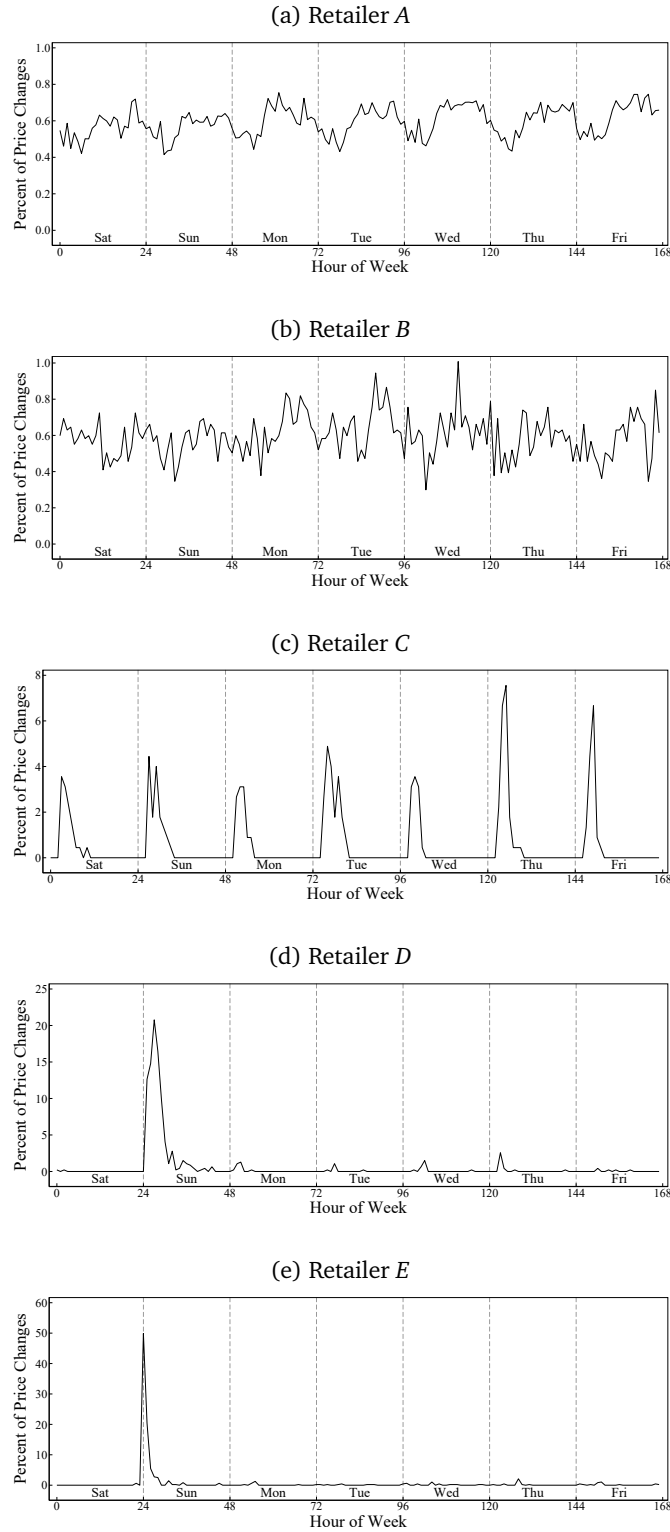 (a) Retailer A
Percent of Price Changes
1.0
0.8
0.6
0.4
0.2
0.0
Sat Sun Mon Tue Wed Thu Fri
0 24 48 72 96 120 144 168
Hour of Week
(b) Retailer B
Percent of Price Changes
1.0
0.8
0.6
0.4
0.2
0.0
Sat Sun Mon Tue Wed Thu Fri
0 24 48 72 96 120 144 168
Hour of Week
(c) Retailer C
Percent of Price Changes
8
6
4
2
0
Sat Sun Mon Tue Wed Thu Fri
0 24 48 72 96 120 144 168
Hour of Week
(d) Retailer D
Percent of Price Changes
25
20
15
10
5
0
Sat Sun Mon Tue Wed Thu Fri
0 24 48 72 96 120 144 168
Hour of Week
(e) Retailer E
Percent of Price Changes
60
50
40
30
20
10
0
Sat Sun Mon Tue Wed Thu Fri
0 24 48 72 96 120 144 168
Hour of Week